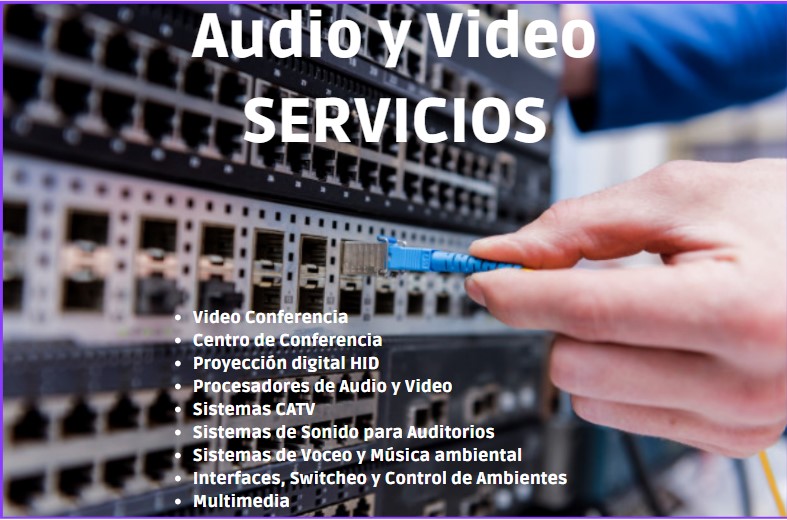 Audio y Video
SERVICIOS
• Video Conferencia
• Centro de Conferencia
• Proyección digital HID
• Procesadores de Audio y Video
• Sistemas CATV
• Sistemas de Sonido para Auditorios
• Sistemas de Voceo y Música ambiental
• Interfaces, Switcheo y Control de Ambientes
• Multimedia